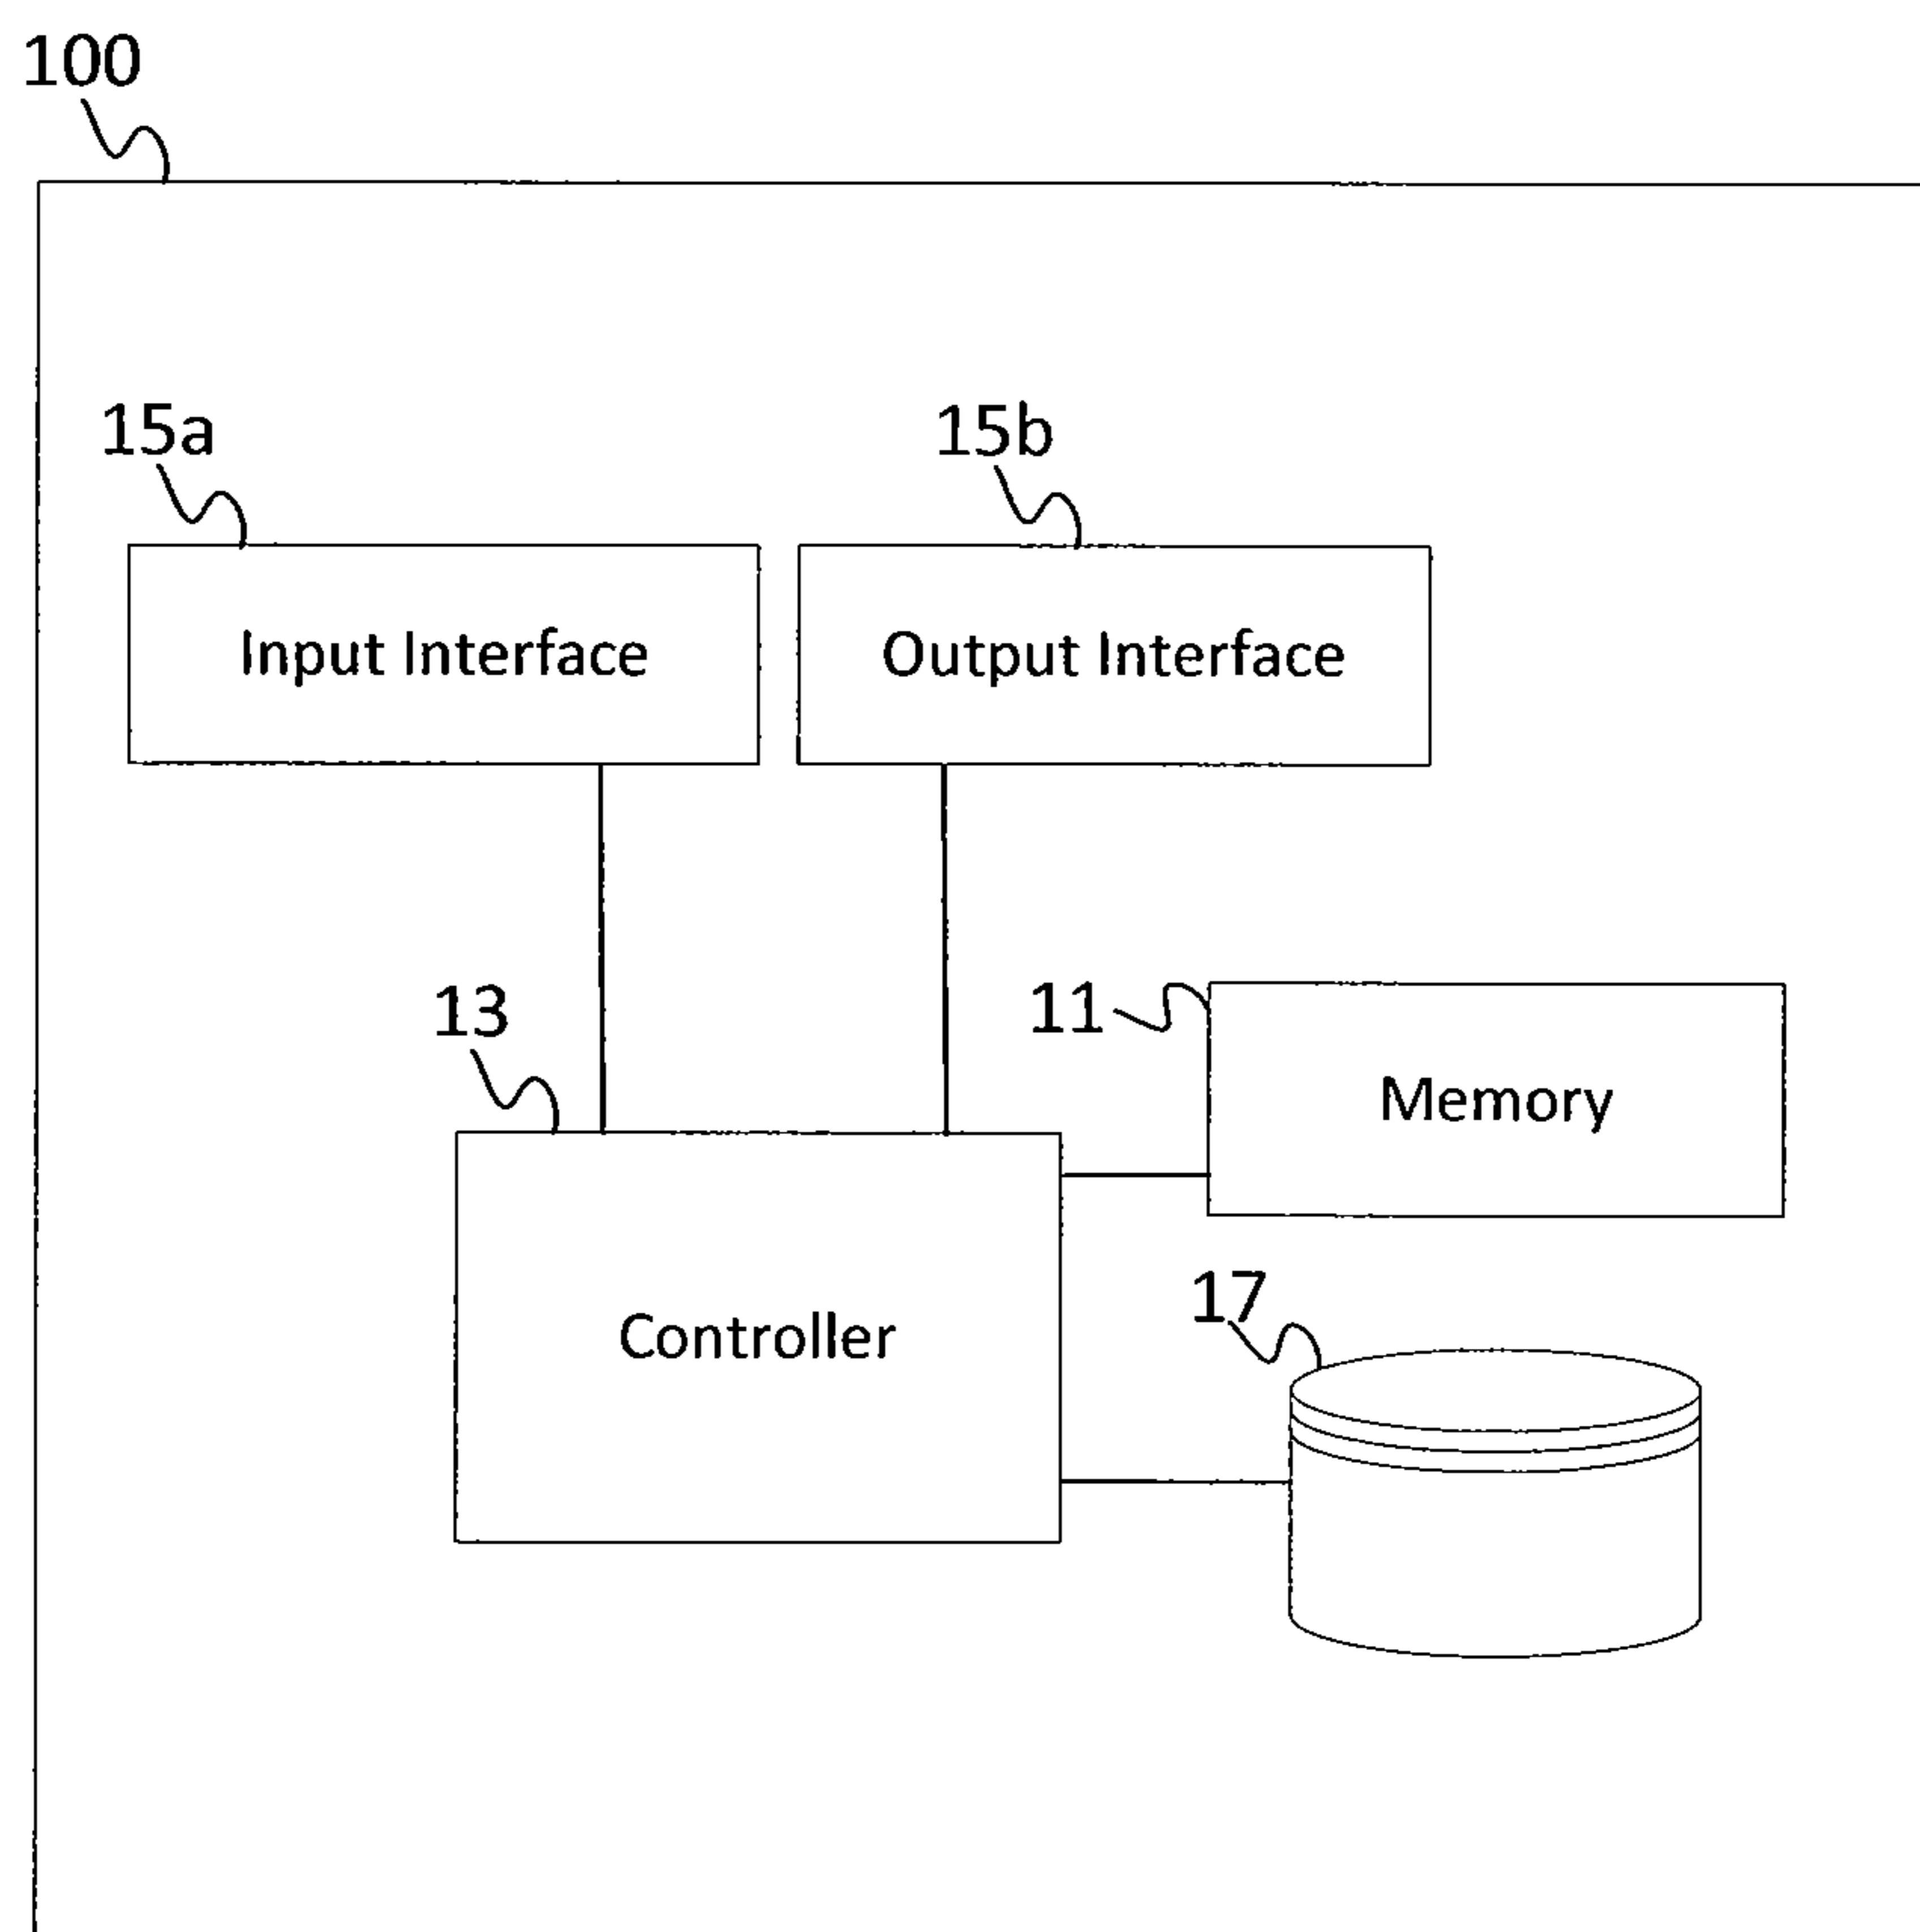 100
15a
15b
Input Interface
Output Interface
13
11
Memory
17
Controller